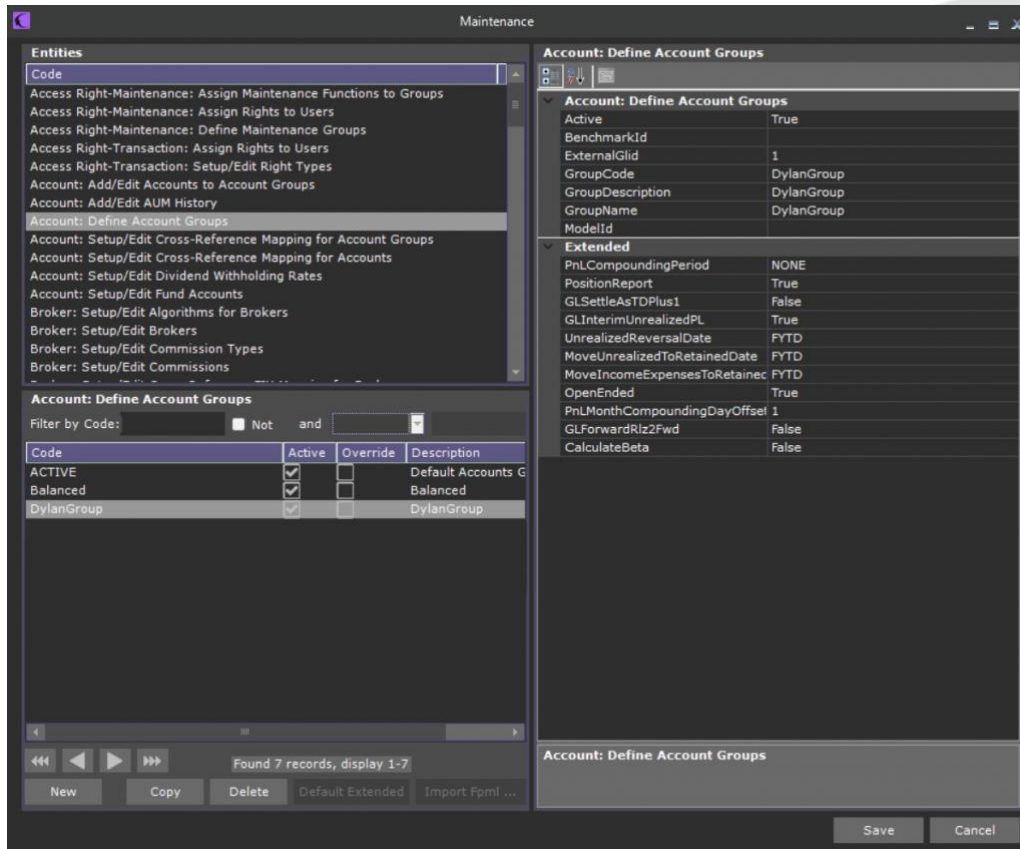 Maintenance
Entities
Code
Access Right-Maintenance: Assign Maintenance Functions to Groups
Access Right-Maintenance: Assign Rights to Users
Access Right-Maintenance: Define Maintenance Groups
Access Right-Transaction: Assign Rights to Users
Access Right-Transaction: Setup/Edit Right Types
Account: Add/Edit Accounts to Account Groups
Account: Add/Edit AUM History
Account: Define Account Groups
Account: Setup/Edit Cross-Reference Mapping for Account Groups
Account: Setup/Edit Cross-Reference Mapping for Accounts
Account: Setup/Edit Dividend Withholding Rates
Account: Setup/Edit Fund Accounts
Broker: Setup/Edit Algorithms for Brokers
Broker: Setup/Edit Brokers
Broker: Setup/Edit Commission Types
Broker: Setup/Edit Commissions
Account: Define Account Groups
Filter by Code: Not and
Code Active Override Description
ACTIVE Default Accounts G
Balanced Balanced
DylanGroup DylanGroup
Found 7 records, display 1-7
New Copy Delete Default Extended Import Fpml ...
Account: Define Account Groups
Account: Define Account Groups
Active True
BenchmarkId
ExternalGlid 1
GroupCode DylanGroup
GroupDescription DylanGroup
GroupName DylanGroup
ModelId
Extended
PnLCompoundingPeriod NONE
PositionReport True
GLSettleAsTDPlus1 False
GLInterimUnrealizedPL True
UnrealizedReversalDate FYTD
MoveUnrealizedToRetainedDate FYTD
MoveIncomeExpensesToRetained FYTD
OpenEnded True
PnLMonthCompoundingDayOffset 1
GLForwardRlz2Fwd False
CalculateBeta False
Account: Define Account Groups
Save Cancel